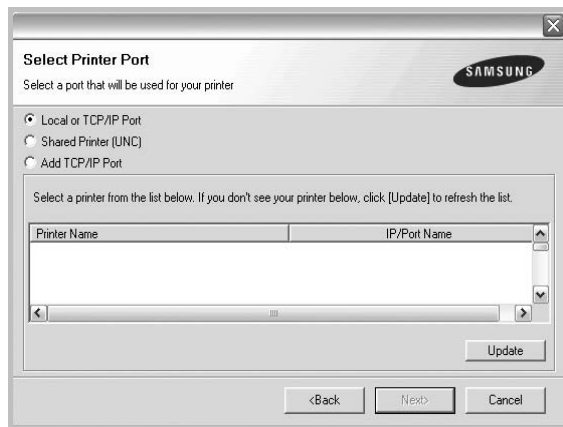 Select Printer Port
Select a port that will be used for your printer
SAMSUNG
Local or TCP/IP Port
Shared Printer (UNC)
Add TCP/IP Port
Select a printer from the list below. If you don't see your printer below, click [Update] to refresh the list.
Printer Name IP/Port Name
Update
<Back Next> Cancel